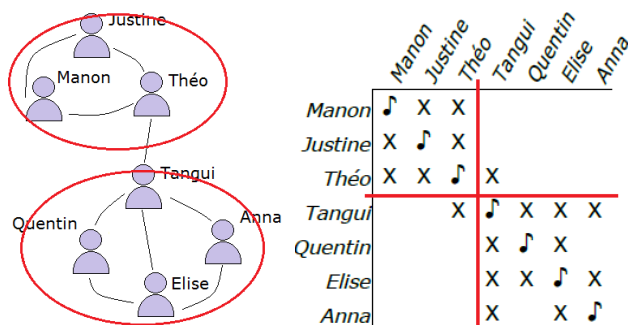 Justine
Manon
Théo
Tangui
Quentin
Anna
Elise
Manon Justine Théo Tangui Quentin Elise Anna
Manon ♪ X X
Justine X ♪ X
Théo X X ♪ X
Tangui X ♪ X X X
Quentin X ♪ X
Elise X X ♪ X
Anna X X ♪